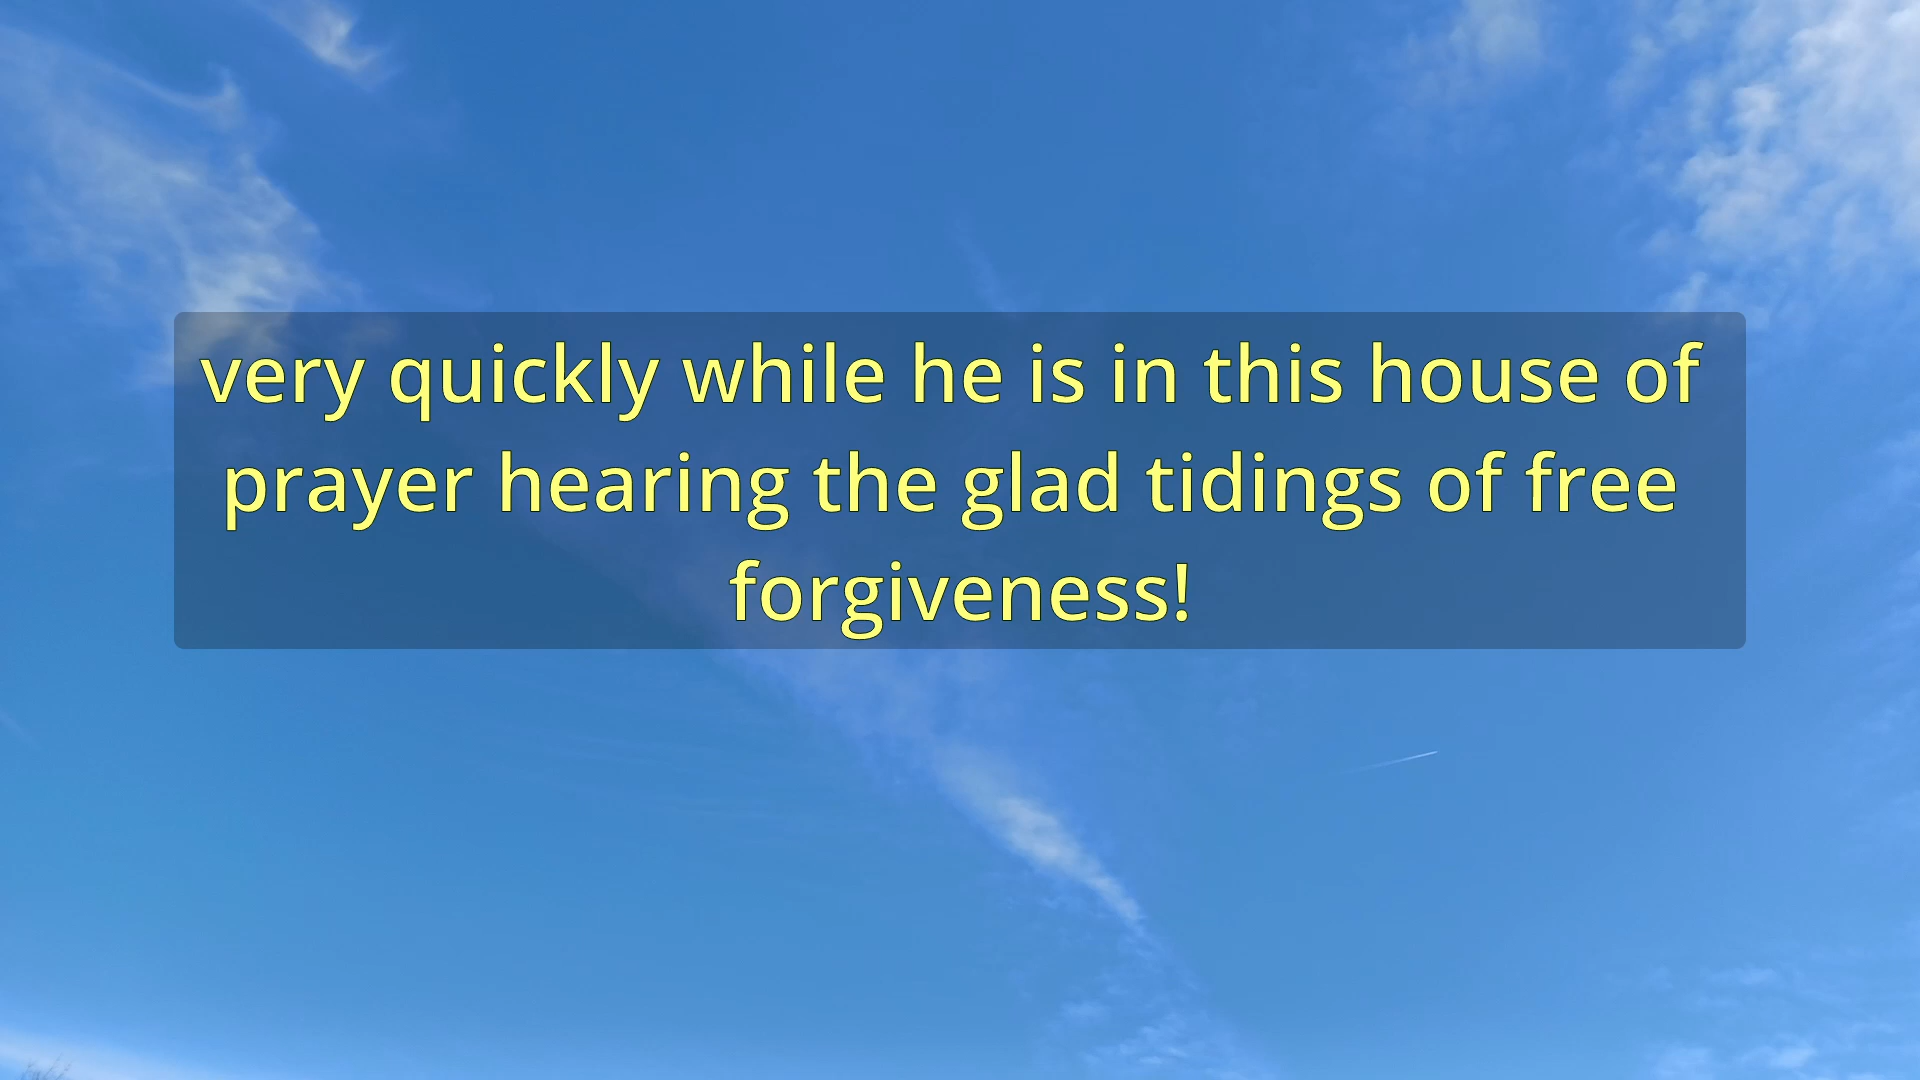 very quickly while he is in this house of
prayer hearing the glad tidings of free
forgiveness!